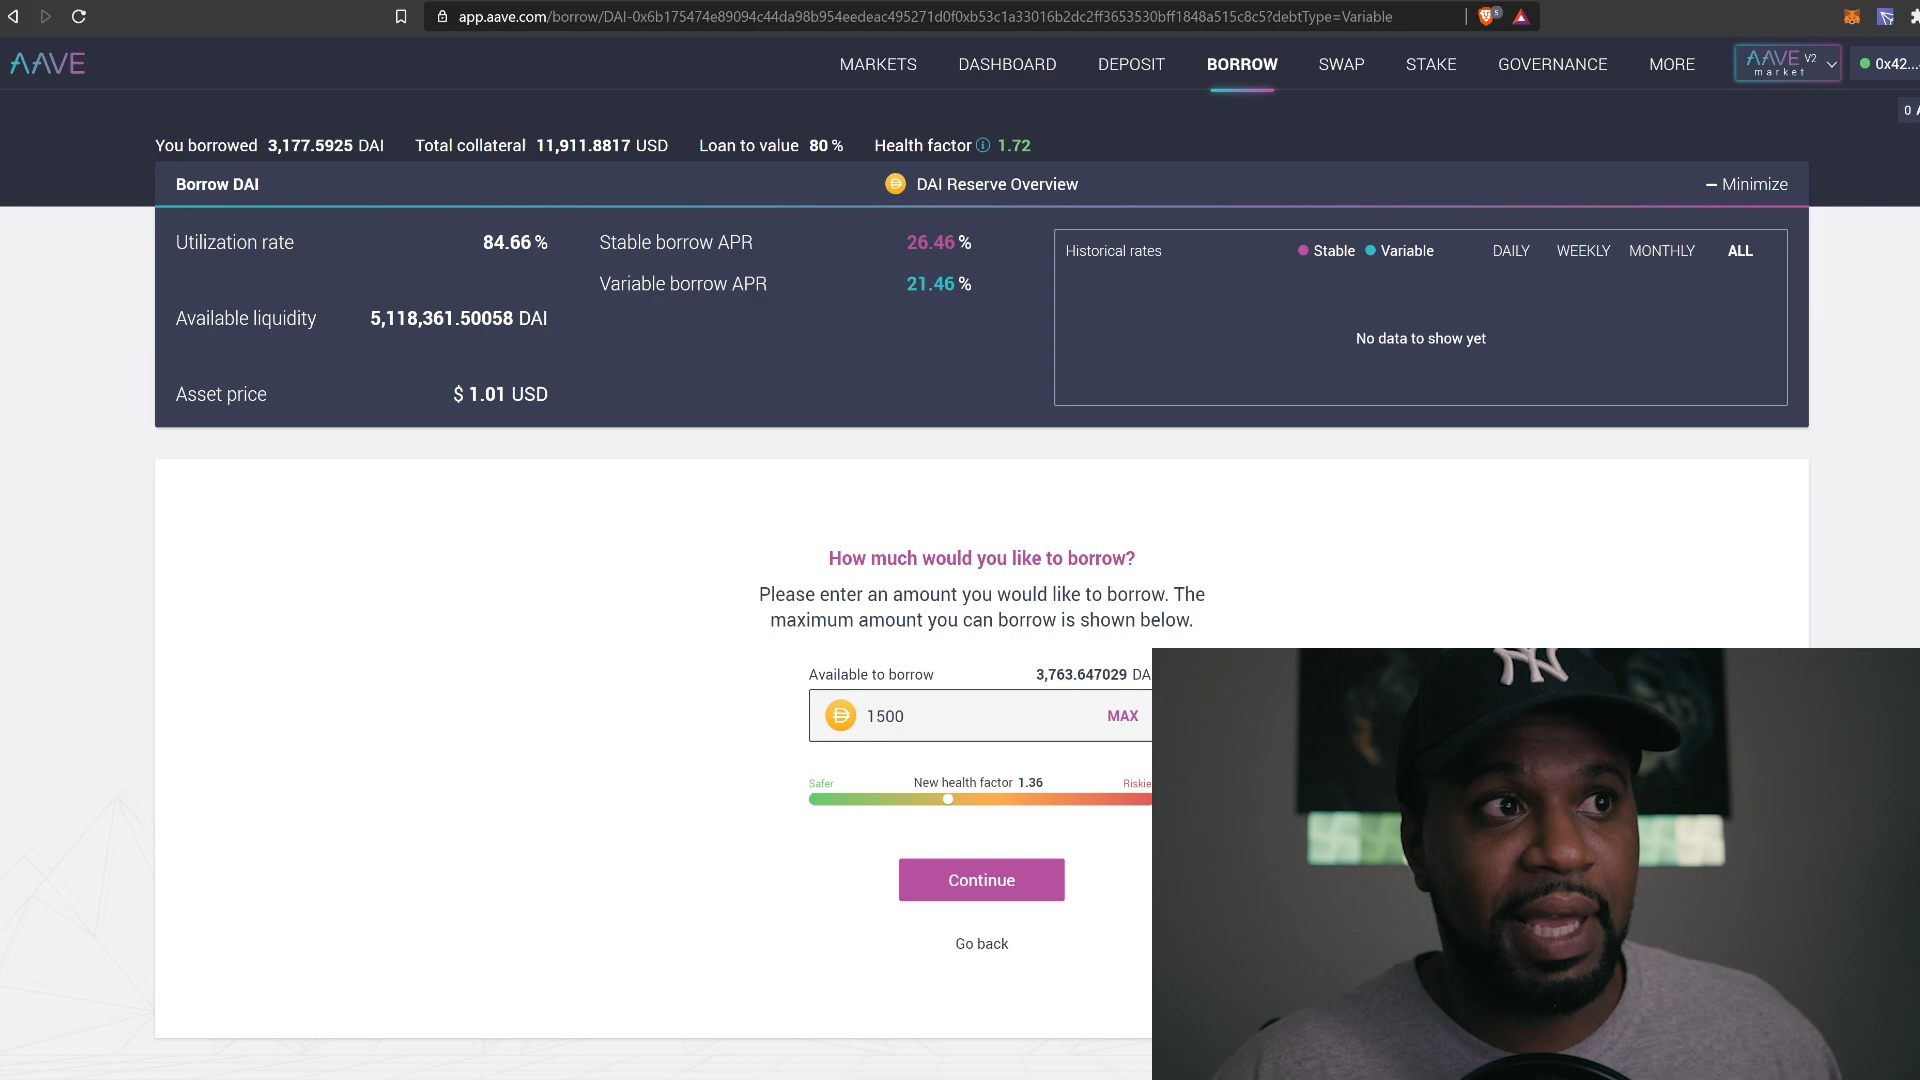 app.aave.com/borrow/DAI-0x6b175474e89094c44da98b954eedeac495271d0f0xb53c1a33016b2dc2ff3653530bff1848a515c8c5?debtType=Variable
5
AAVE
MARKETS DASHBOARD DEPOSIT BORROW SWAP STAKE GOVERNANCE MORE
AAVE V2
market
0x42...
0 A
You borrowed 3,177.5925 DAI Total collateral 11,911.8817 USD Loan to value 80 % Health factor 1.72
Borrow DAI DAI Reserve Overview Minimize
Utilization rate 84.66 % Stable borrow APR 26.46 %
Historical rates Stable Variable DAILY WEEKLY MONTHLY ALL
Variable borrow APR 21.46 %
Available liquidity 5,118,361.50058 DAI
No data to show yet
Asset price $ 1.01 USD
How much would you like to borrow?
Please enter an amount you would like to borrow. The
maximum amount you can borrow is shown below.
Available to borrow 3,763.647029 DA
1500 MAX
Safer New health factor 1.36 Riskie
Continue
Go back
NY